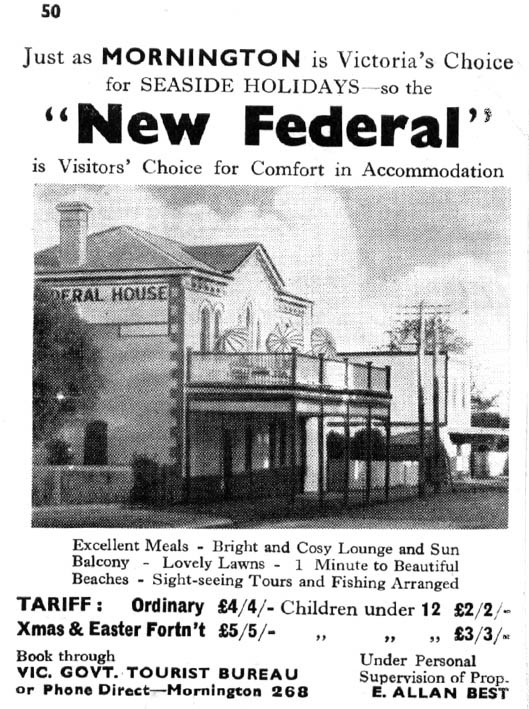 50
Just as MORNINGTON is Victoria's Choice
for SEASIDE HOLIDAYS—so the
"New Federal"
is Visitors' Choice for Comfort in Accommodation
DERAL HOUSE
Excellent Meals - Bright and Cosy Lounge and Sun
Balcony - Lovely Lawns - 1 Minute to Beautiful
Beaches - Sight-seeing Tours and Fishing Arranged
TARIFF: Ordinary £4/4/- Children under 12 £2/2/-
Xmas & Easter Fortn't £5/5/- ,, ,, ,, £3/3/-
Book through
VIC. GOVT. TOURIST BUREAU
or Phone Direct—Mornington 268
Under Personal
Supervision of Prop.
E. ALLAN BEST